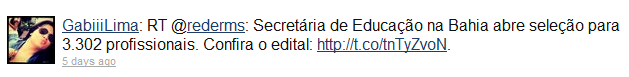 GabiiiLima: RT @rederms: Secretária de Educação na Bahia abre seleção para
3.302 profissionais. Confira o edital: http://t.co/tnTyZvoN.
5 days ago